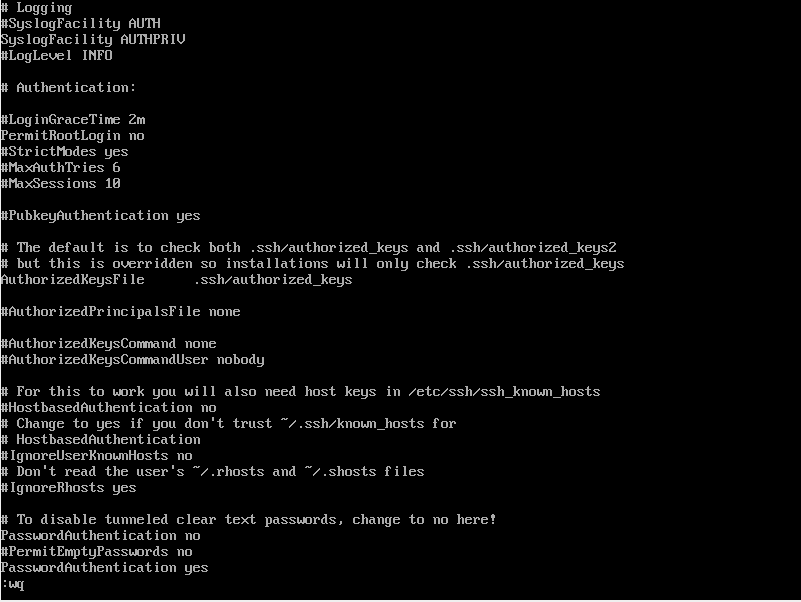 # Logging
#SyslogFacility AUTH
SyslogFacility AUTHPRIV
#LogLevel INFO
# Authentication:
#LoginGraceTime 2m
PermitRootLogin no
#StrictModes yes
#MaxAuthTries 6
#MaxSessions 10
#PubkeyAuthentication yes
# The default is to check both .ssh/authorized_keys and .ssh/authorized_keys2
# but this is overridden so installations will only check .ssh/authorized_keys
AuthorizedKeysFile      .ssh/authorized_keys
#AuthorizedPrincipalsFile none
#AuthorizedKeysCommand none
#AuthorizedKeysCommandUser nobody
# For this to work you will also need host keys in /etc/ssh/ssh_known_hosts
#HostbasedAuthentication no
# Change to yes if you don't trust ~/.ssh/known_hosts for
# HostbasedAuthentication
#IgnoreUserKnownHosts no
# Don't read the user's ~/.rhosts and ~/.shosts files
#IgnoreRhosts yes
# To disable tunneled clear text passwords, change to no here!
PasswordAuthentication no
#PermitEmptyPasswords no
PasswordAuthentication yes
:wq